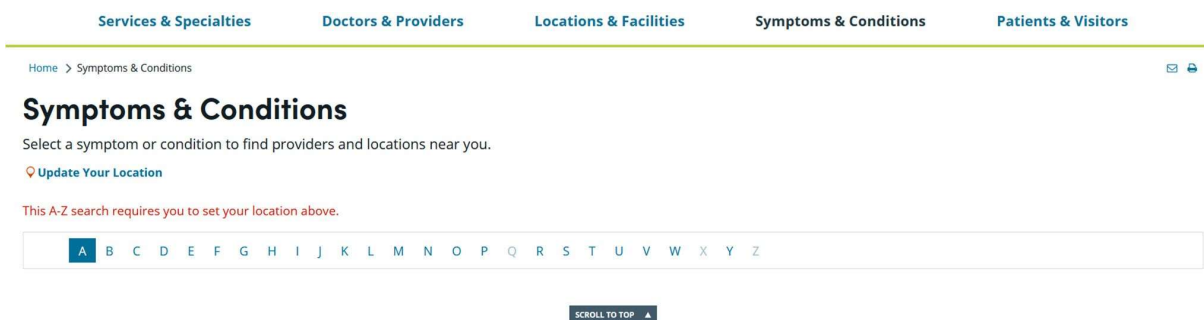 Services & Specialties Doctors & Providers Locations & Facilities Symptoms & Conditions Patients & Visitors
Home > Symptoms & Conditions
Symptoms & Conditions
Select a symptom or condition to find providers and locations near you.
Update Your Location
This A-Z search requires you to set your location above.
A B C D E F G H I J K L M N O P Q R S T U V W X Y Z
SCROLL TO TOP ▲